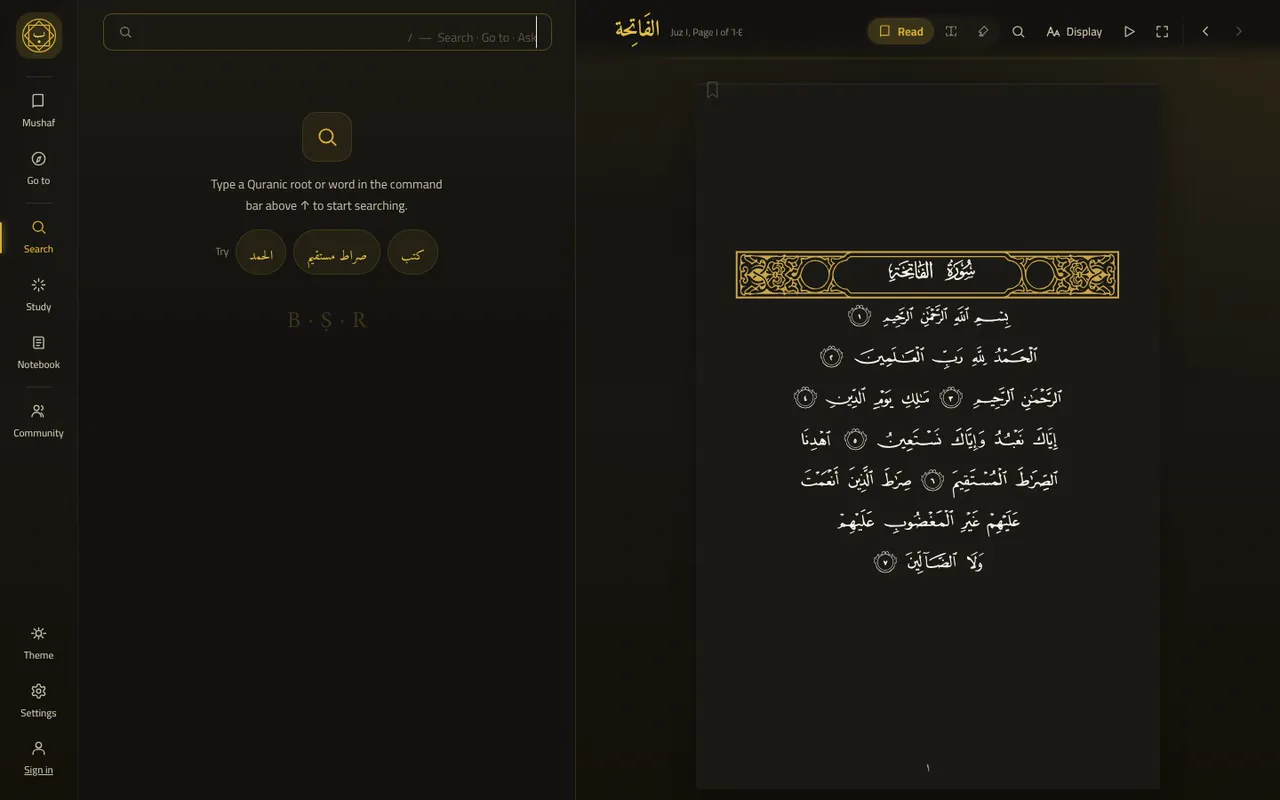 ب
Mushaf
Go to
Search
Study
Notebook
Community
Theme
Settings
Sign in
/ — Search · Go to · Ask
Type a Quranic root or word in the command
bar above ↑ to start searching.
Try الحمد صراط مستقيم كتب
B · Ṣ · R
الفَاتِحة Juz ١, Page ١ of ٦٠٤
Read
Display
سُورَةُ الفَاتِحَةِ
بِسْمِ ٱللَّهِ ٱلرَّحْمَٰنِ ٱلرَّحِيمِ ١
ٱلْحَمْدُ لِلَّهِ رَبِّ ٱلْعَٰلَمِينَ ٢
ٱلرَّحْمَٰنِ ٱلرَّحِيمِ ٣ مَٰلِكِ يَوْمِ ٱلدِّينِ ٤
إِيَّاكَ نَعْبُدُ وَإِيَّاكَ نَسْتَعِينُ ٥ ٱهْدِنَا
ٱلصِّرَٰطَ ٱلْمُسْتَقِيمَ ٦ صِرَٰطَ ٱلَّذِينَ أَنْعَمْتَ
عَلَيْهِمْ غَيْرِ ٱلْمَغْضُوبِ عَلَيْهِمْ
وَلَا ٱلضَّآلِّينَ ٧
١